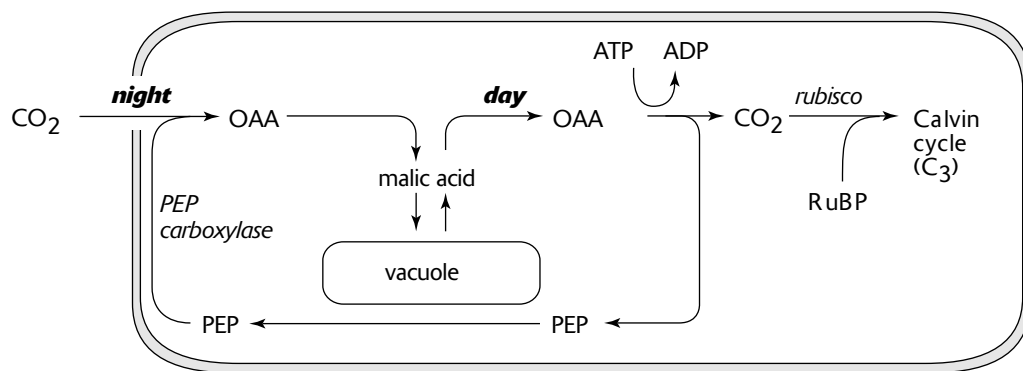 ATP ADP
night day rubisco
CO2 OAA OAA CO2 Calvin
cycle
(C3)
malic acid
RuBP
PEP
carboxylase
vacuole
PEP PEP